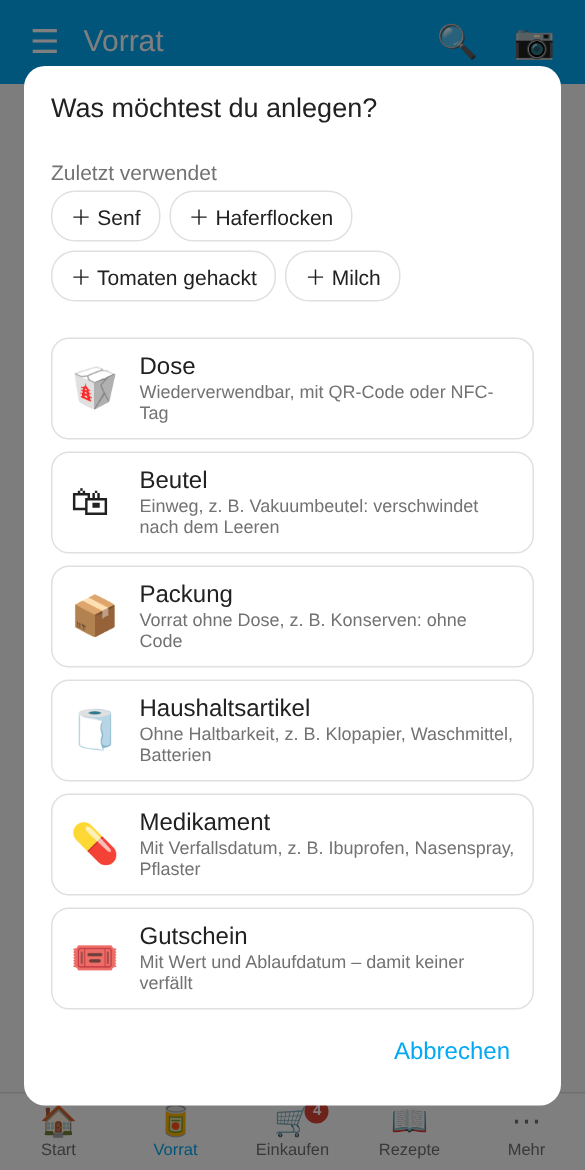 Vorrat
Was möchtest du anlegen?
Zuletzt verwendet
+ Senf
+ Haferflocken
+ Tomaten gehackt
+ Milch
Dose
Wiederverwendbar, mit QR-Code oder NFC-
Tag
Beutel
Einweg, z. B. Vakuumbeutel: verschwindet
nach dem Leeren
Packung
Vorrat ohne Dose, z. B. Konserven: ohne
Code
Haushaltsartikel
Ohne Haltbarkeit, z. B. Klopapier, Waschmittel,
Batterien
Medikament
Mit Verfallsdatum, z. B. Ibuprofen, Nasenspray,
Pflaster
Gutschein
Mit Wert und Ablaufdatum – damit keiner
verfällt
Abbrechen
4
Start
Vorrat
Einkaufen
Rezepte
Mehr